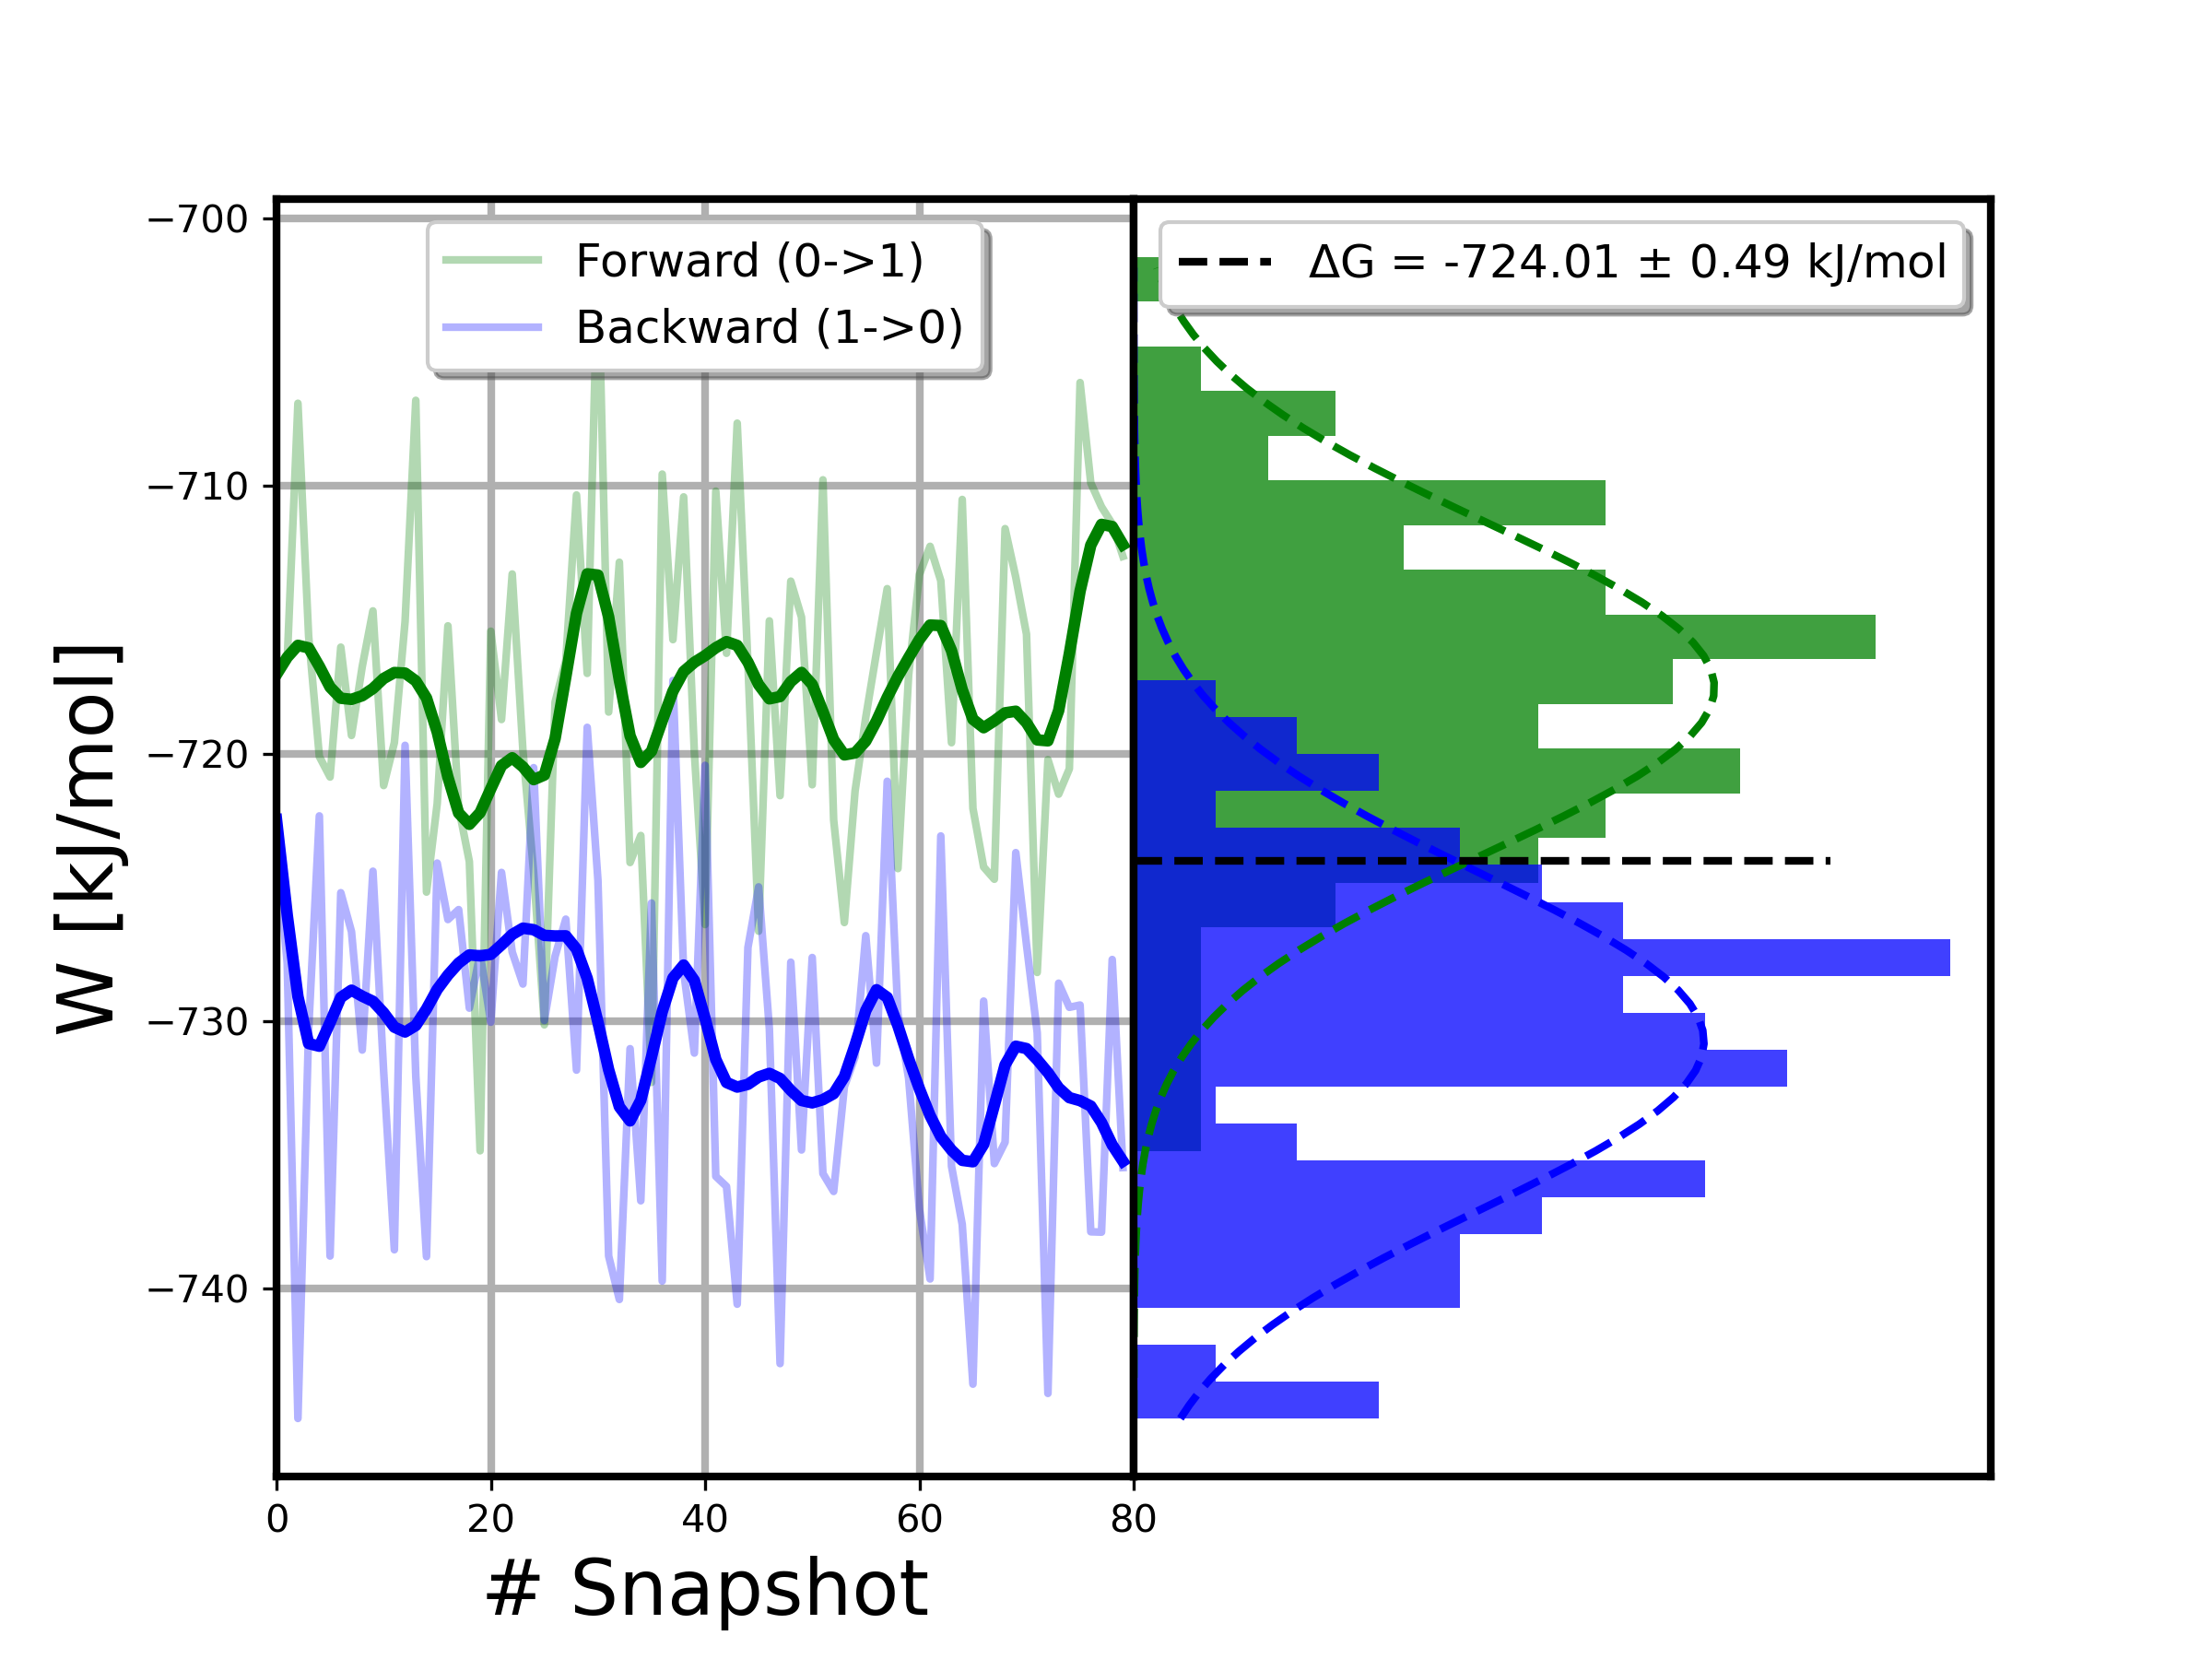 Forward (0->1)
Backward (1->0)
ΔG = -724.01 ± 0.49 kJ/mol
−700
−710
−720
−730
−740
W [kJ/mol]
0
20
40
60
80
# Snapshot